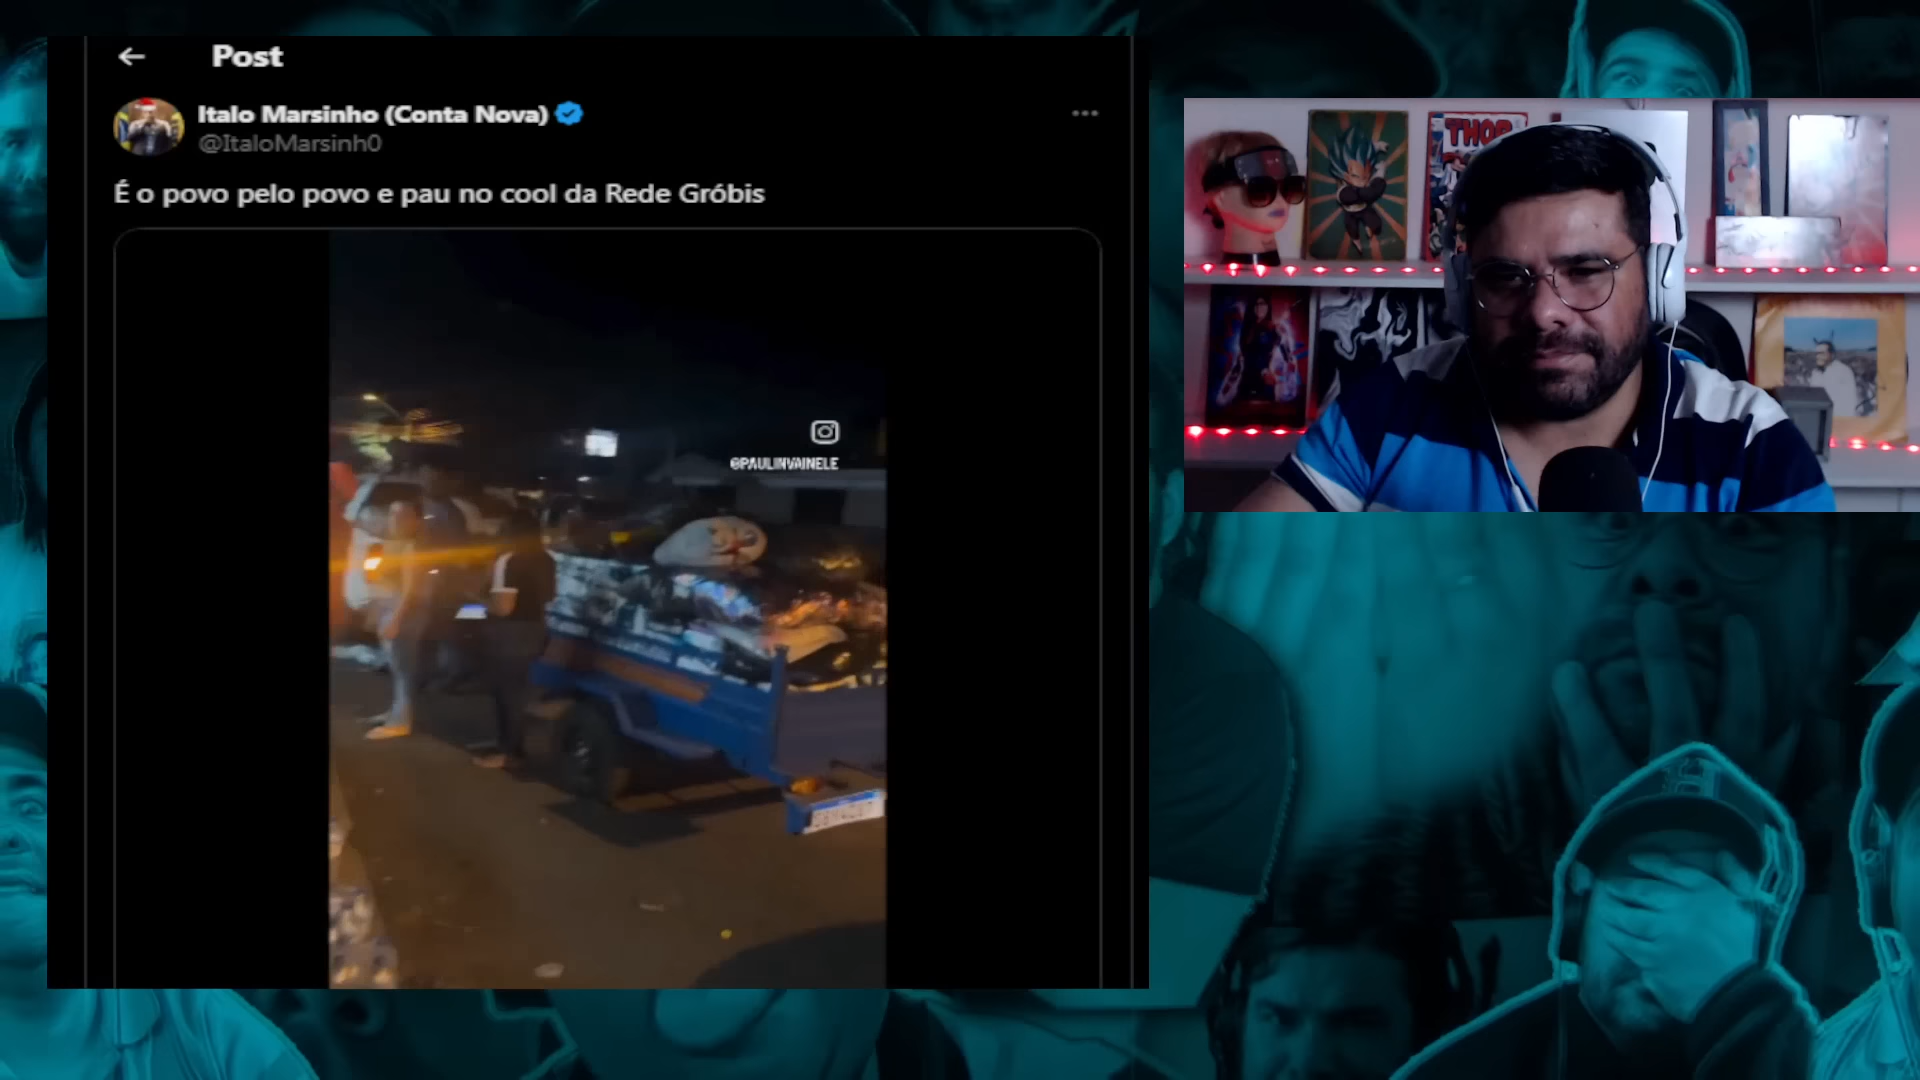 Post
Italo Marsinho (Conta Nova)
@ItaloMarsinh0
É o povo pelo povo e pau no cool da Rede Gróbis
@PAULINVAINELE
THOR